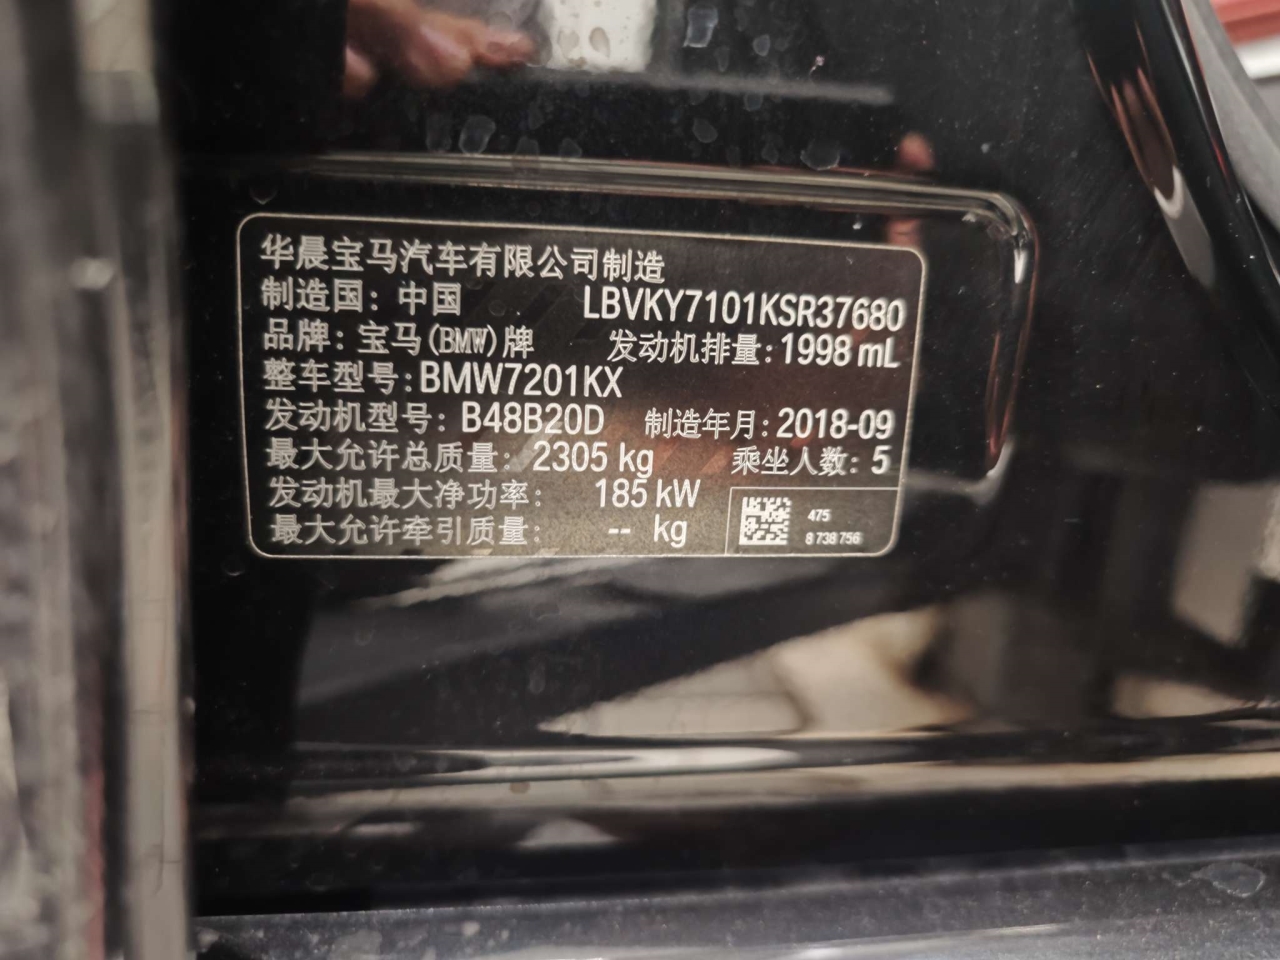 华晨宝马汽车有限公司制造
制造国：中国 LBVKY7101KSR37680
品牌：宝马(BMW)牌 发动机排量：1998 mL
整车型号：BMW7201KX
发动机型号：B48B20D 制造年月：2018-09
最大允许总质量：2305 kg 乘坐人数：5
发动机最大净功率：185 kW
最大允许牵引质量：-- kg
475
8 738 756